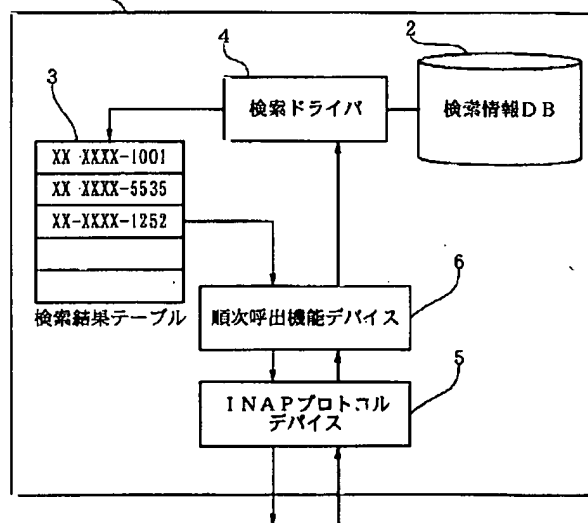 4
2
3
検索ドライバ
検索情報DB
XX XXXX-1001
XX XXXX-5535
XX-XXXX-1252
検索結果テーブル
6
順次呼出機能デバイス
5
INAPプロトコル
デバイス